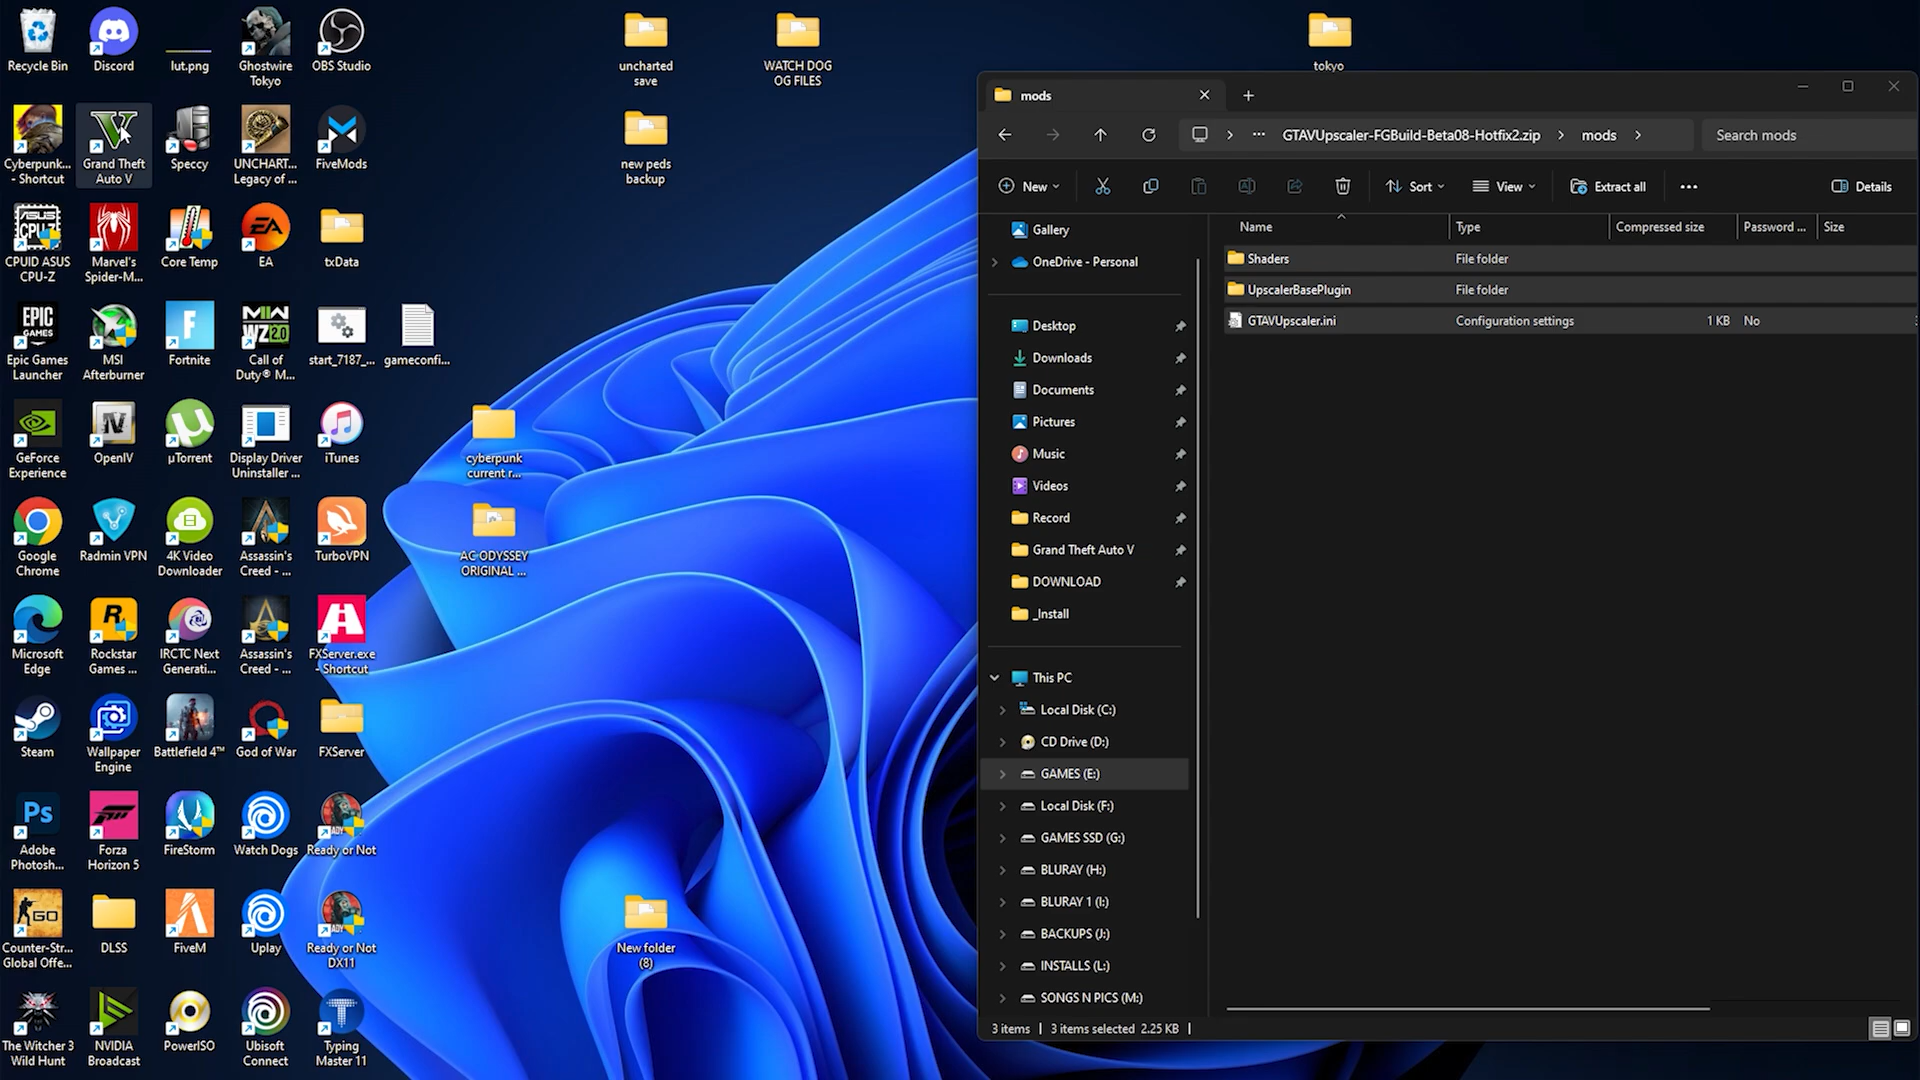 Recycle Bin
Discord
lut.png
Ghostwire
Tokyo
OBS Studio
uncharted
save
WATCH DOG
OG FILES
tokyo
Cyberpunk...
- Shortcut
Grand Theft
Auto V
Speccy
UNCHART...
Legacy of ...
FiveMods
new peds
backup
CPUID ASUS
CPU-Z
Marvel's
Spider-M...
Core Temp
EA
txData
Epic Games
Launcher
MSI
Afterburner
Fortnite
Call of
Duty® M...
start_7187_...
gameconfi...
GeForce
Experience
OpenIV
µTorrent
Display Driver
Uninstaller ...
iTunes
cyberpunk
current r...
Google
Chrome
Radmin VPN
4K Video
Downloader
Assassin's
Creed - ...
TurboVPN
AC ODYSSEY
ORIGINAL ...
Microsoft
Edge
Rockstar
Games ...
IRCTC Next
Generati...
Assassin's
Creed - ...
FXServer.exe
- Shortcut
Steam
Wallpaper
Engine
Battlefield 4™
God of War
FXServer
Adobe
Photosh...
Forza
Horizon 5
FireStorm
Watch Dogs
Ready or Not
Counter-Str...
Global Offe...
DLSS
FiveM
Uplay
Ready or Not
DX11
New folder
(8)
The Witcher 3
Wild Hunt
NVIDIA
Broadcast
PowerISO
Ubisoft
Connect
Typing
Master 11
mods
GTAVUpscaler-FGBuild-Beta08-Hotfix2.zip
mods
Search mods
New
Sort
View
Extract all
Details
Name
Type
Compressed size
Password ...
Size
Shaders
File folder
UpscalerBasePlugin
File folder
GTAVUpscaler.ini
Configuration settings
1 KB
No
Gallery
OneDrive - Personal
Desktop
Downloads
Documents
Pictures
Music
Videos
Record
Grand Theft Auto V
DOWNLOAD
_Install
This PC
Local Disk (C:)
CD Drive (D:)
GAMES (E:)
Local Disk (F:)
GAMES SSD (G:)
BLURAY (H:)
BLURAY 1 (I:)
BACKUPS (J:)
INSTALLS (L:)
SONGS N PICS (M:)
3 items
3 items selected 2.25 KB